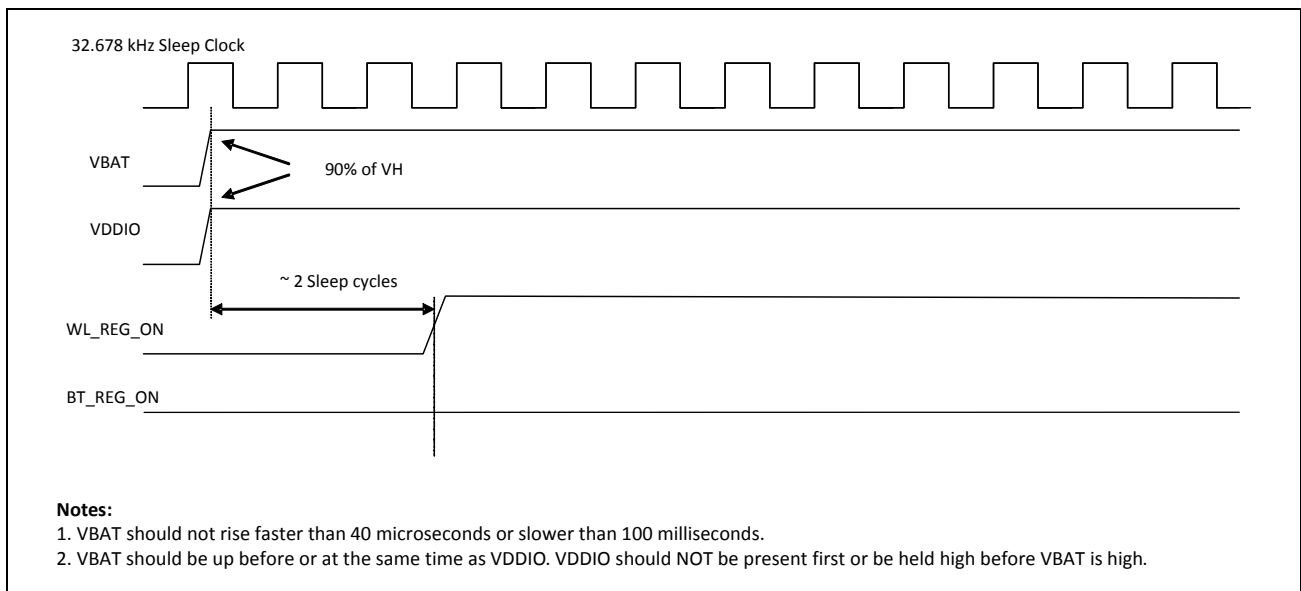 32.678 kHz Sleep Clock
VBAT
90% of VH
VDDIO
~ 2 Sleep cycles
WL_REG_ON
BT_REG_ON
Notes:
1. VBAT should not rise faster than 40 microseconds or slower than 100 milliseconds.
2. VBAT should be up before or at the same time as VDDIO. VDDIO should NOT be present first or be held high before VBAT is high.